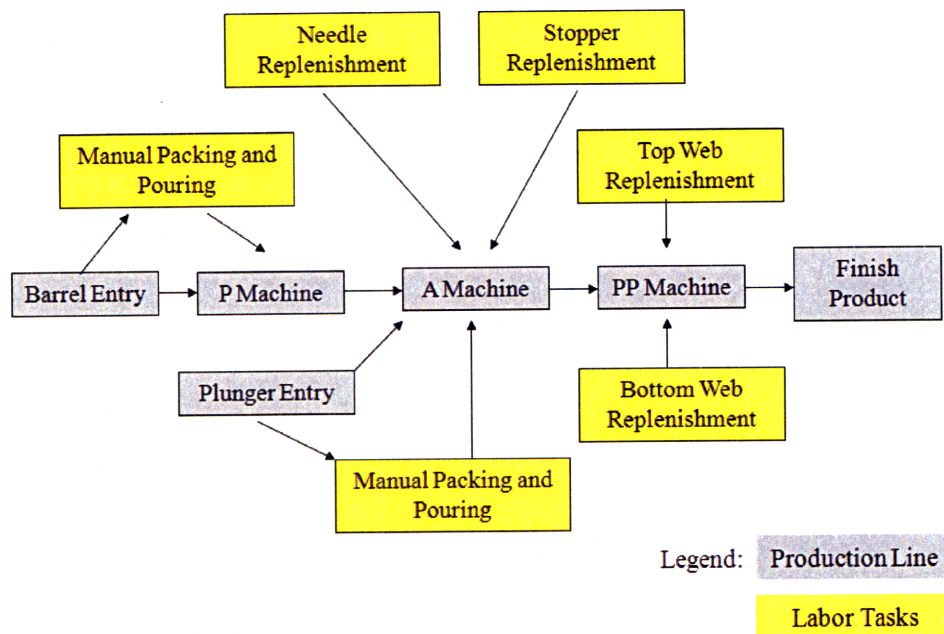 Needle
Replenishment
Stopper
Replenishment
Manual Packing and
Pouring
Top Web
Replenishment
Barrel Entry
P Machine
A Machine
PP Machine
Finish
Product
Plunger Entry
Bottom Web
Replenishment
Manual Packing and
Pouring
Legend:
Production Line
Labor Tasks